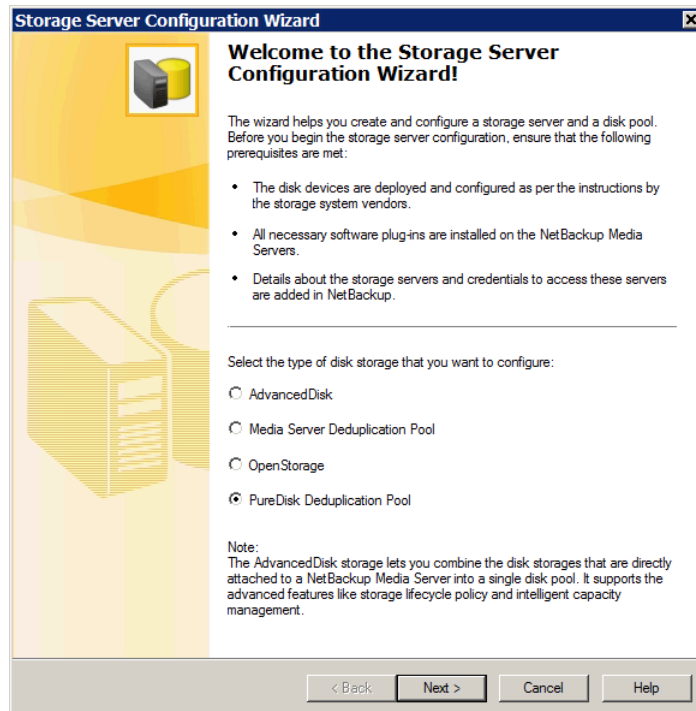 Storage Server Configuration Wizard
Welcome to the Storage Server
Configuration Wizard!
The wizard helps you create and configure a storage server and a disk pool.
Before you begin the storage server configuration, ensure that the following
prerequisites are met:
• The disk devices are deployed and configured as per the instructions by
the storage system vendors.
• All necessary software plug-ins are installed on the NetBackup Media
Servers.
• Details about the storage servers and credentials to access these servers
are added in NetBackup.
Select the type of disk storage that you want to configure:
AdvancedDisk
Media Server Deduplication Pool
OpenStorage
PureDisk Deduplication Pool
Note:
The AdvancedDisk storage lets you combine the disk storages that are directly
attached to a NetBackup Media Server into a single disk pool. It supports the
advanced features like storage lifecycle policy and intelligent capacity
management.
< Back Next > Cancel Help